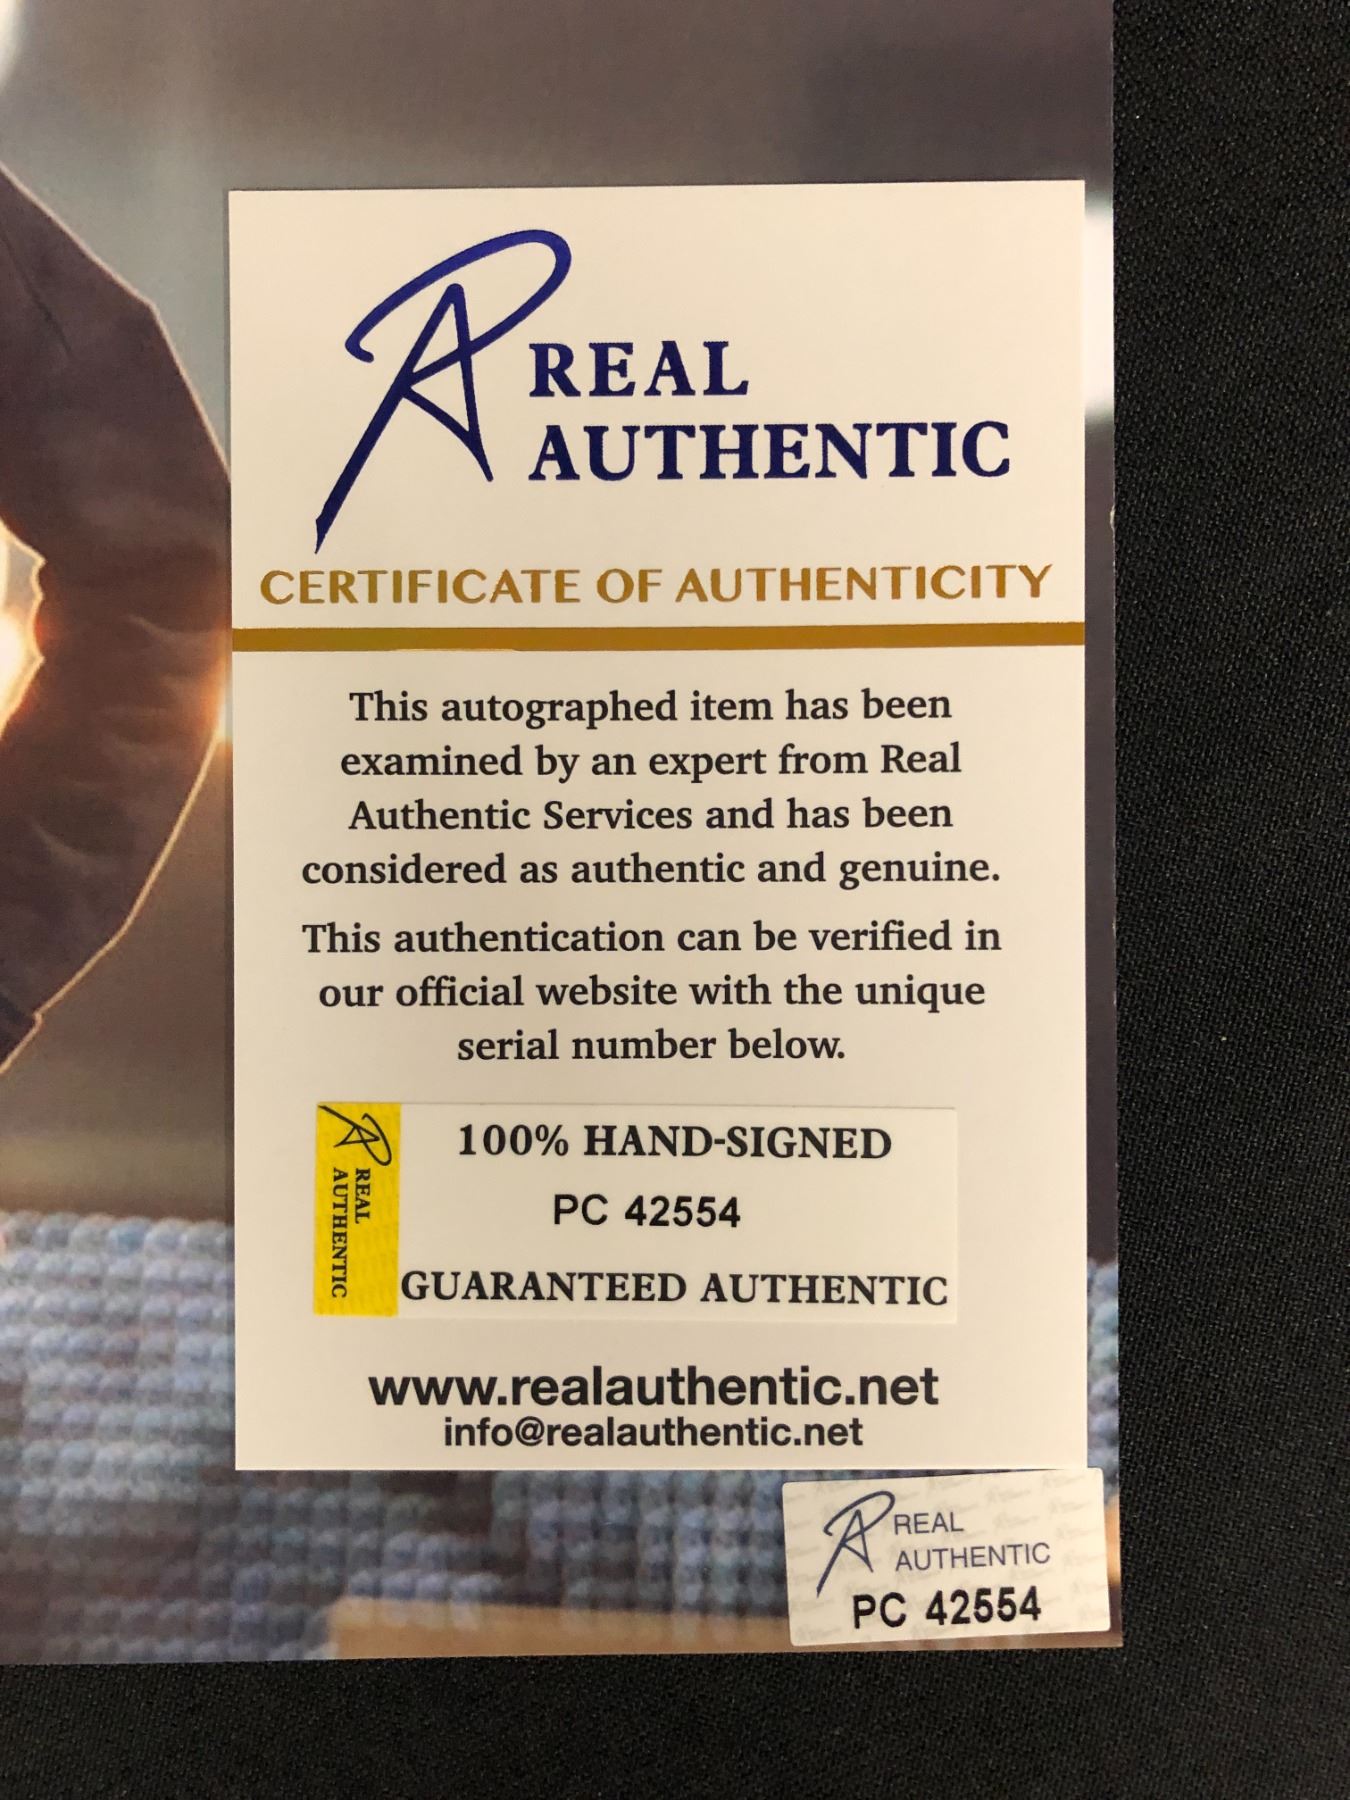 REAL
AUTHENTIC
CERTIFICATE OF AUTHENTICITY
This autographed item has been
examined by an expert from Real
Authentic Services and has been
considered as authentic and genuine.
This authentication can be verified in
our official website with the unique
serial number below.
REAL
AUTHENTIC
100% HAND-SIGNED
PC 42554
GUARANTEED AUTHENTIC
www.realauthentic.net
info@realauthentic.net
REAL
AUTHENTIC
PC 42554